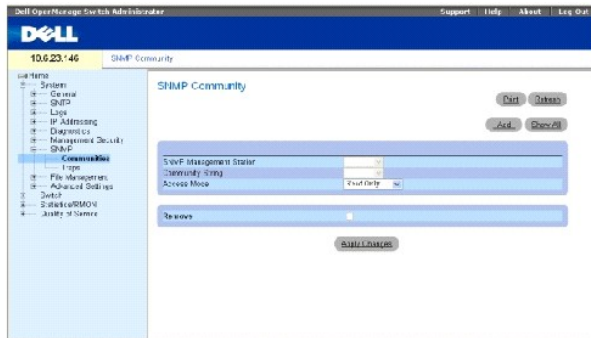 Dell OpenManage Switch Administrator
Support Help About Log Out
DELL
10.6.23.146
SNMP Community
Home
System
General
SNTP
Logs
IP Addressing
Diagnostics
Management Security
SNMP
Communities
Traps
File Management
Advanced Settings
Switch
Statistics/RMON
Quality of Service
SNMP Community
Print Refresh
Add Show All
SNMP Management Station
Community String
Access Mode Read Only
Remove
Apply Changes